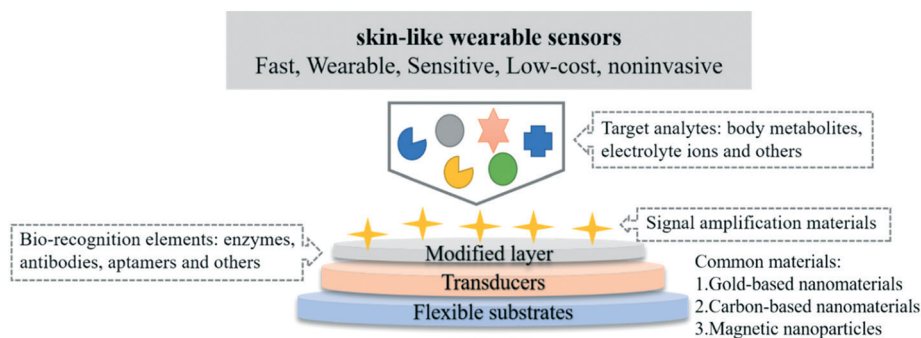 skin-like wearable sensors
Fast, Wearable, Sensitive, Low-cost, noninvasive
Target analytes: body metabolites,
electrolyte ions and others
Signal amplification materials
Bio-recognition elements: enzymes,
antibodies, aptamers and others
Modified layer
Transducers
Flexible substrates
Common materials:
1.Gold-based nanomaterials
2.Carbon-based nanomaterials
3.Magnetic nanoparticles